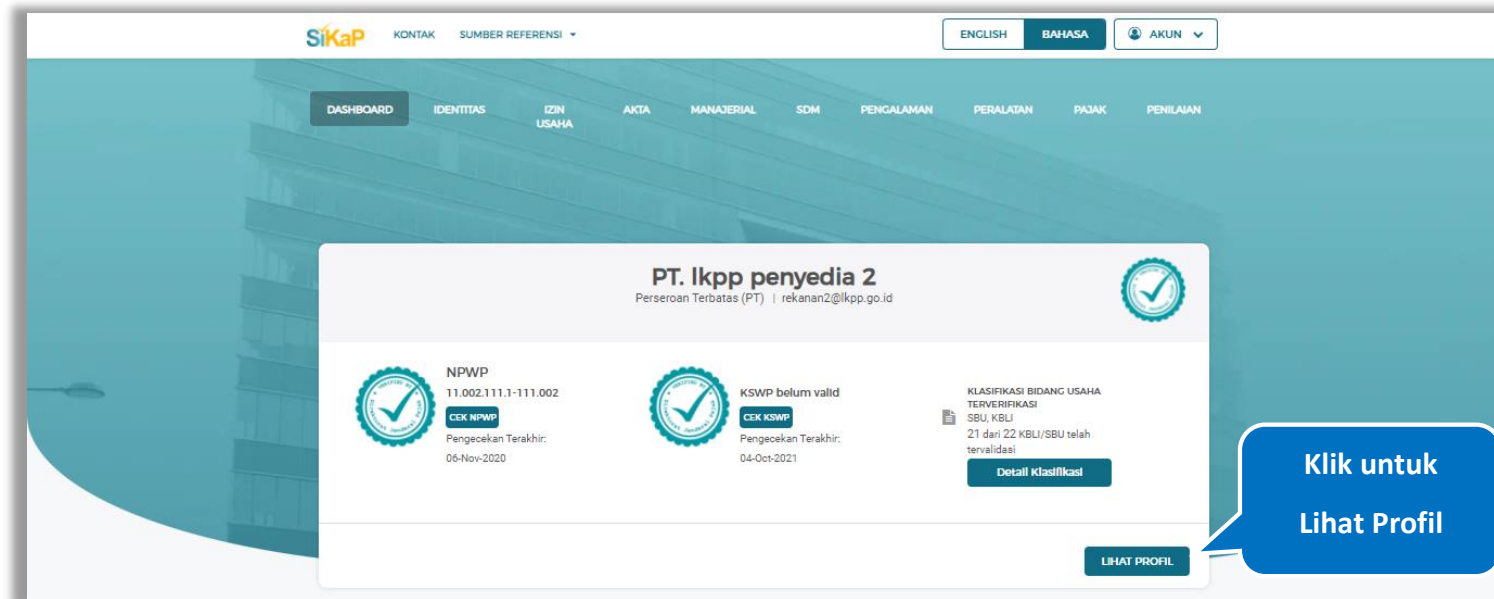 SiKaP KONTAK SUMBER REFERENSI ENGLISH BAHASA AKUN
DASHBOARD IDENTITAS IZIN USAHA AKTA MANAJERIAL SDM PENGALAMAN PERALATAN PAJAK PENILAIAN
PT. lkpp penyedia 2
Perseroan Terbatas (PT) | rekanan2@lkpp.go.id
NPWP
11.002.111.1-111.002
CEK NPWP
Pengecekan Terakhir:
06-Nov-2020
KSWP belum valid
CEK KSWP
Pengecekan Terakhir:
04-Oct-2021
KLASIFIKASI BIDANG USAHA
TERVERIFIKASI
SBU, KBLI
21 dari 22 KBLI/SBU telah
tervalidasi
Detail Klasifikasi
Klik untuk
Lihat Profil
LIHAT PROFIL